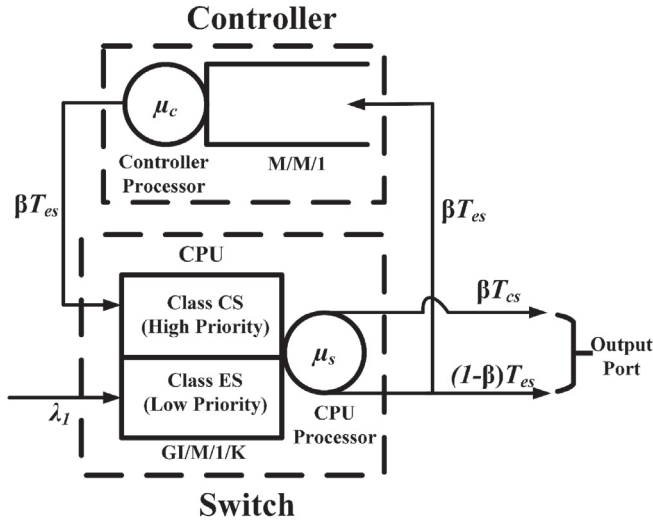 Controller
μc
Controller
Processor
M/M/1
βTes
βTes
CPU
Class CS
(High Priority)
βTcs
μs
Class ES
(Low Priority)
(1-β)Tes
Output
Port
λ1
CPU
Processor
GI/M/1/K
Switch